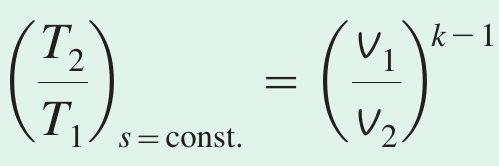 (T₂/T₁)ₛ₌const. = (v₁/v₂)ᵏ⁻¹